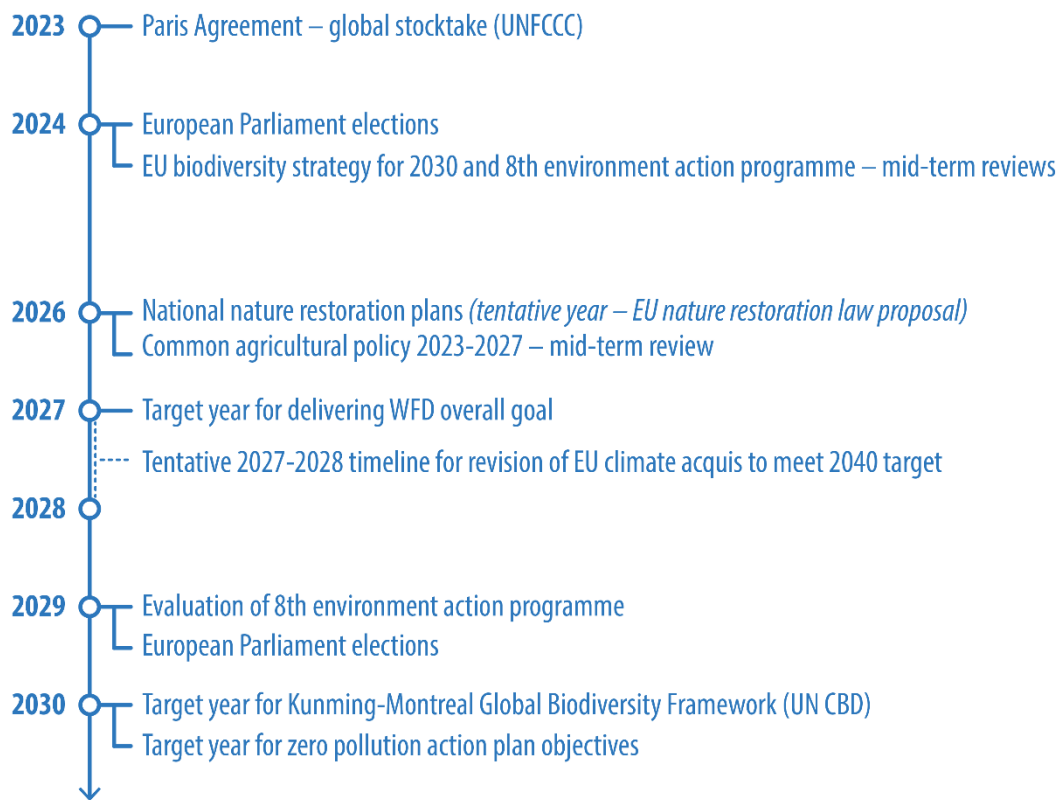 2023 Paris Agreement – global stocktake (UNFCCC)
2024 European Parliament elections
EU biodiversity strategy for 2030 and 8th environment action programme – mid-term reviews
2026 National nature restoration plans (tentative year – EU nature restoration law proposal)
Common agricultural policy 2023-2027 – mid-term review
2027 Target year for delivering WFD overall goal
Tentative 2027-2028 timeline for revision of EU climate acquis to meet 2040 target
2028
2029 Evaluation of 8th environment action programme
European Parliament elections
2030 Target year for Kunming-Montreal Global Biodiversity Framework (UN CBD)
Target year for zero pollution action plan objectives